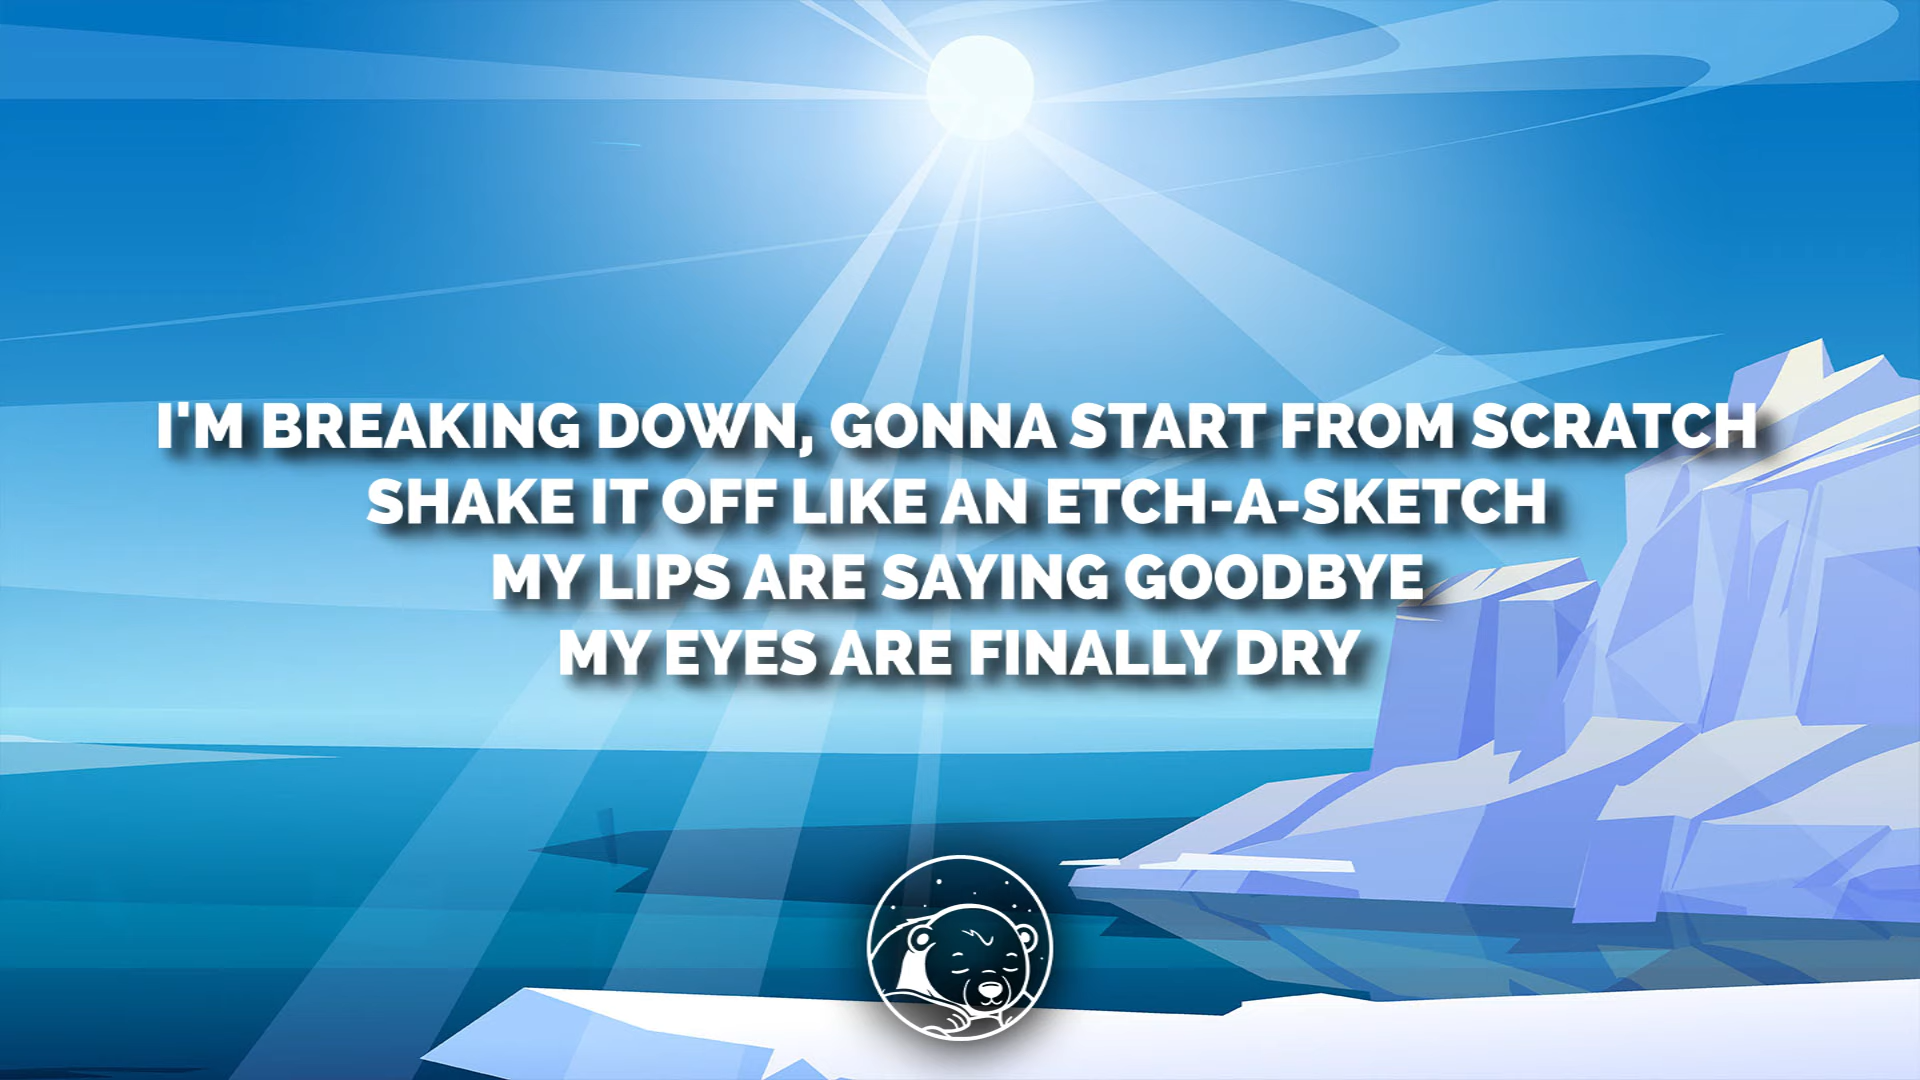 I'M BREAKING DOWN, GONNA START FROM SCRATCH
SHAKE IT OFF LIKE AN ETCH-A-SKETCH
MY LIPS ARE SAYING GOODBYE
MY EYES ARE FINALLY DRY